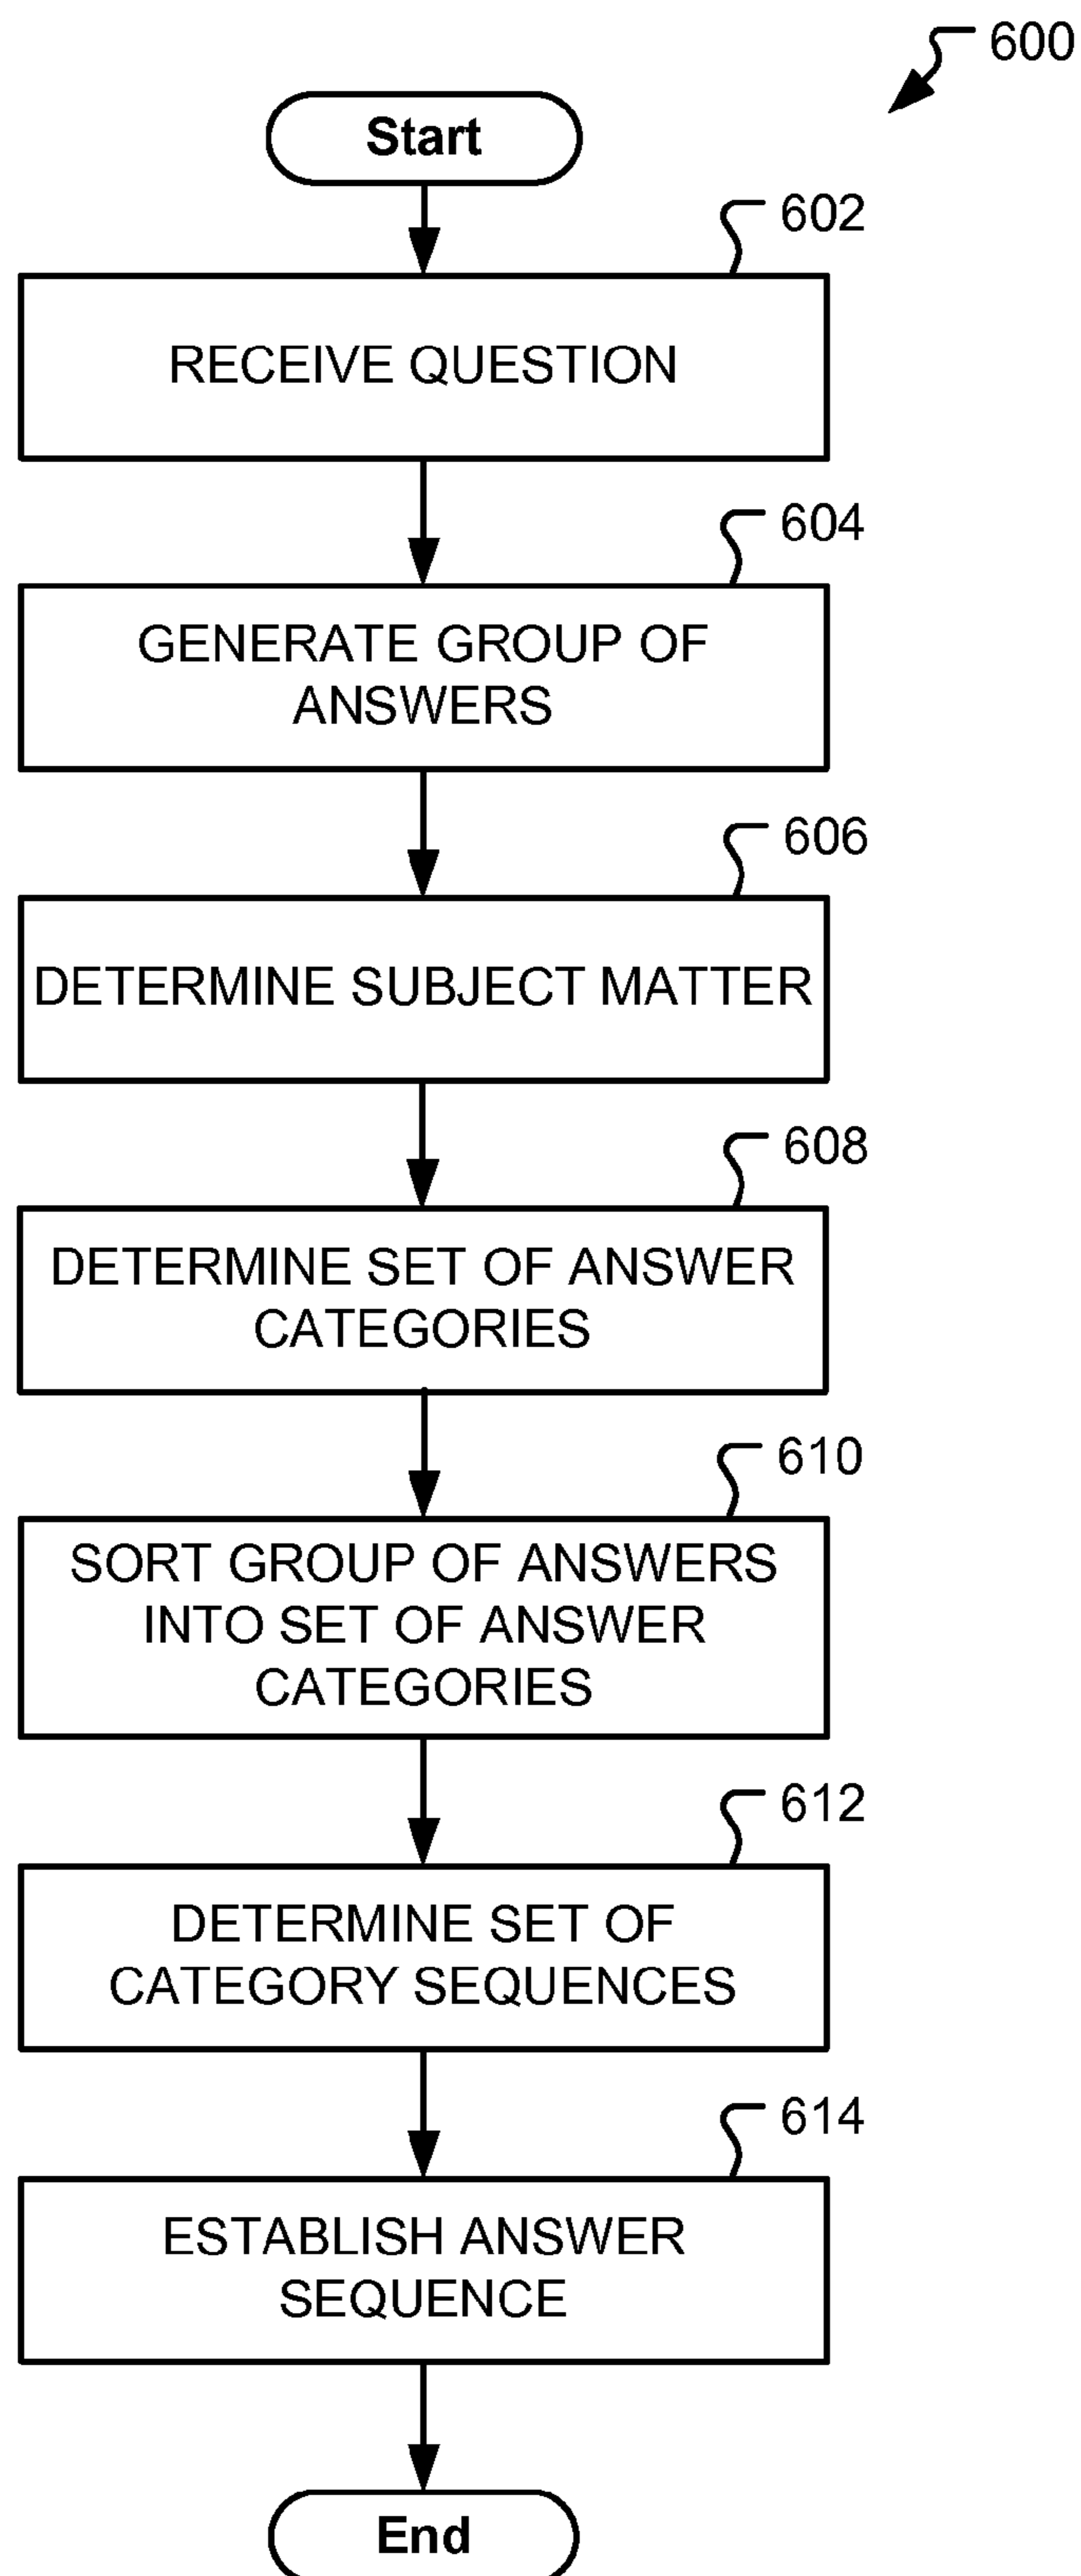 600
Start
602
RECEIVE QUESTION
604
GENERATE GROUP OF
ANSWERS
606
DETERMINE SUBJECT MATTER
608
DETERMINE SET OF ANSWER
CATEGORIES
610
SORT GROUP OF ANSWERS
INTO SET OF ANSWER
CATEGORIES
612
DETERMINE SET OF
CATEGORY SEQUENCES
614
ESTABLISH ANSWER
SEQUENCE
End